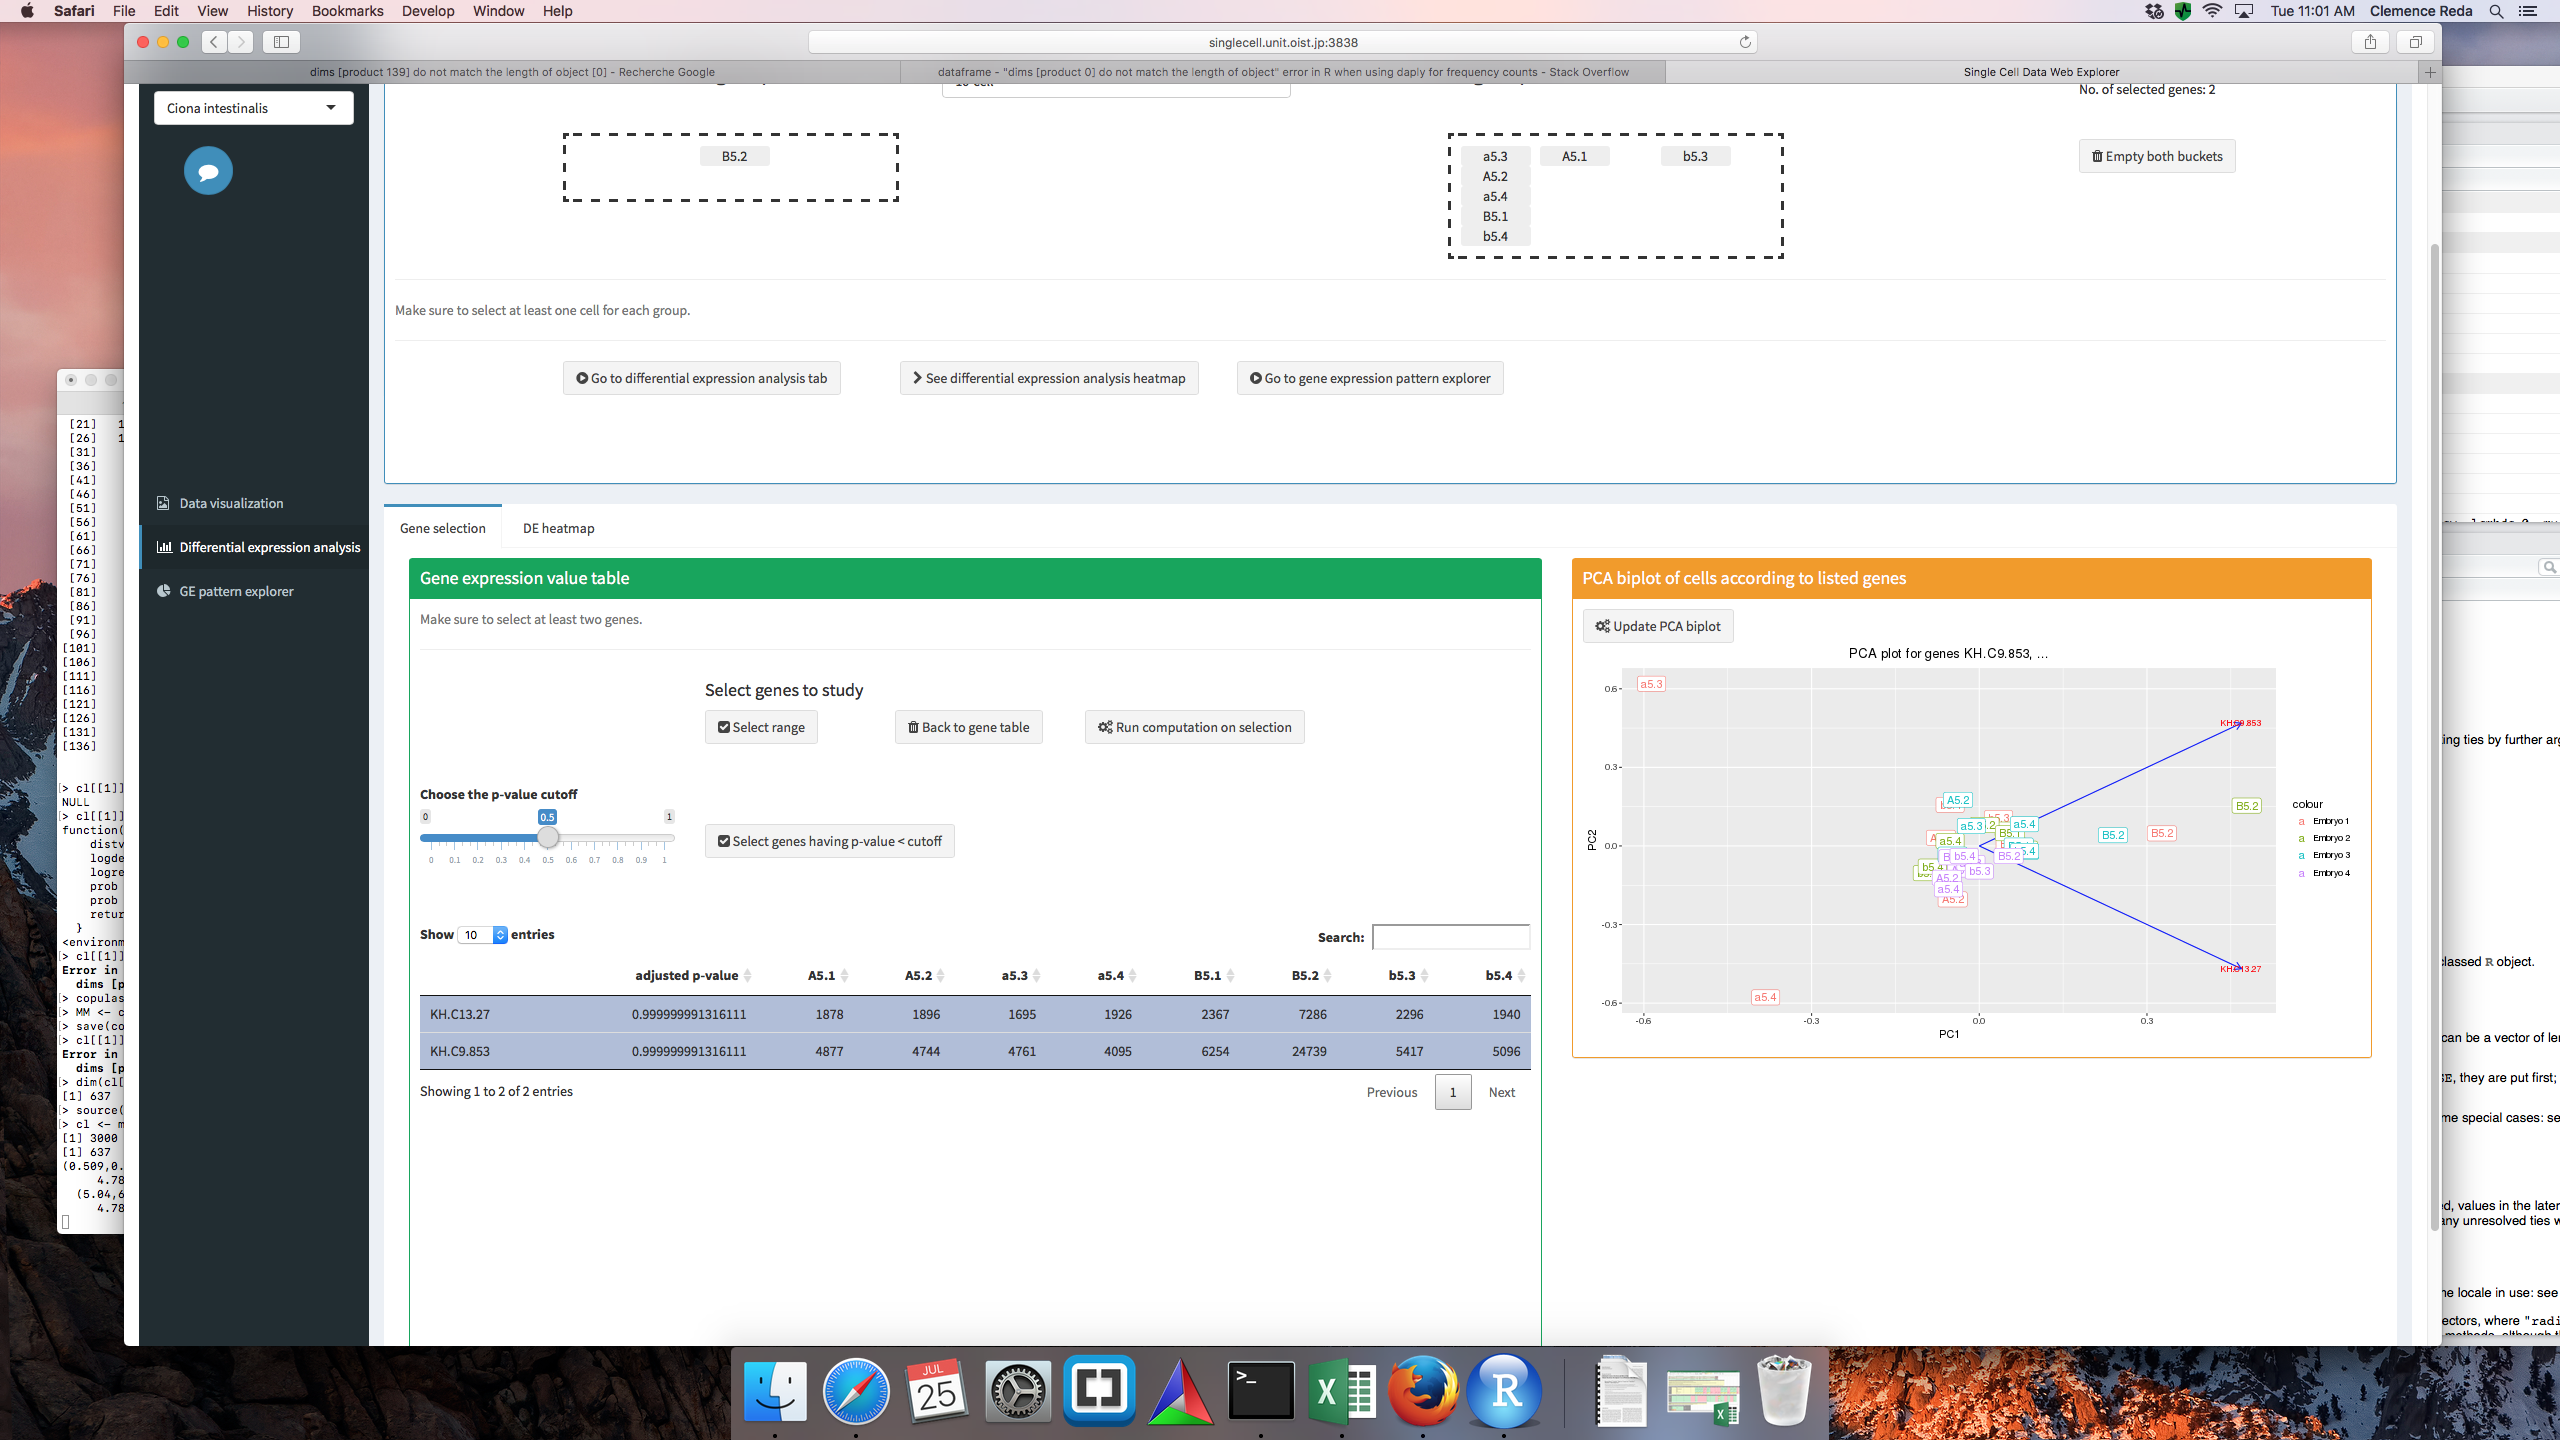 Safari File Edit View History Bookmarks Develop Window Help
Tue 11:01 AM Clemence Reda
singlecell.unit.oist.jp:3838
dims [product 139] do not match the length of object [0] - Recherche Google
dataframe - "dims [product 0] do not match the length of object" error in R when using daply for frequency counts - Stack Overflow
Single Cell Data Web Explorer
Ciona intestinalis
No. of selected genes: 2
B5.2
a5.3 A5.1 b5.3
A5.2
a5.4
B5.1
b5.4
Empty both buckets
Make sure to select at least one cell for each group.
Go to differential expression analysis tab
See differential expression analysis heatmap
Go to gene expression pattern explorer
Data visualization
Differential expression analysis
GE pattern explorer
Gene selection
DE heatmap
Gene expression value table
Make sure to select at least two genes.
Select genes to study
Select range
Back to gene table
Run computation on selection
Choose the p-value cutoff
0 0.5 1
0 0.1 0.2 0.3 0.4 0.5 0.6 0.7 0.8 0.9 1
Select genes having p-value < cutoff
Show 10 entries
Search:
adjusted p-value A5.1 A5.2 a5.3 a5.4 B5.1 B5.2 b5.3 b5.4
KH.C13.27 0.999999991316111 1878 1896 1695 1926 2367 7286 2296 1940
KH.C9.853 0.999999991316111 4877 4744 4761 4095 6254 24739 5417 5096
Showing 1 to 2 of 2 entries
Previous 1 Next
PCA biplot of cells according to listed genes
Update PCA biplot
PCA plot for genes KH.C9.853, ...
0.6
0.3
0.0
-0.3
-0.6
PC2
-0.6 -0.3 0.0 0.3
PC1
a5.3
B5.2
A5.2
a5.3
a5.4
B5.2
B5.2
a5.4
b5.4
B5.2
b5.3
A5.2
a5.4
A5.2
a5.4
colour
a Embryo 1
a Embryo 2
a Embryo 3
a Embryo 4
[21] 1
[26] 1
[31]
[36]
[41]
[46]
[51]
[56]
[61]
[66]
[71]
[76]
[81]
[86]
[91]
[96]
[101]
[106]
[111]
[116]
[121]
[126]
[131]
[136]
> cl[[1]]
NULL
> cl[[1]]
function(
distv
logde
logre
prob
prob
retur
}
<environm
> cl[[1]]
Error in
dims [p
> copulas
> MM <- c
> save(co
> cl[[1]]
Error in
dims [p
> dim(cl[
[1] 637
> source(
> cl <- m
[1] 3000
[1] 637
(0.509,0.
4.78
(5.04,6
4.78
ing ties by further arg
classed R object.
can be a vector of le
SE, they are put first;
me special cases: se
ed, values in the later
any unresolved ties w
he locale in use: see
ectors, where "radi
JUL
25